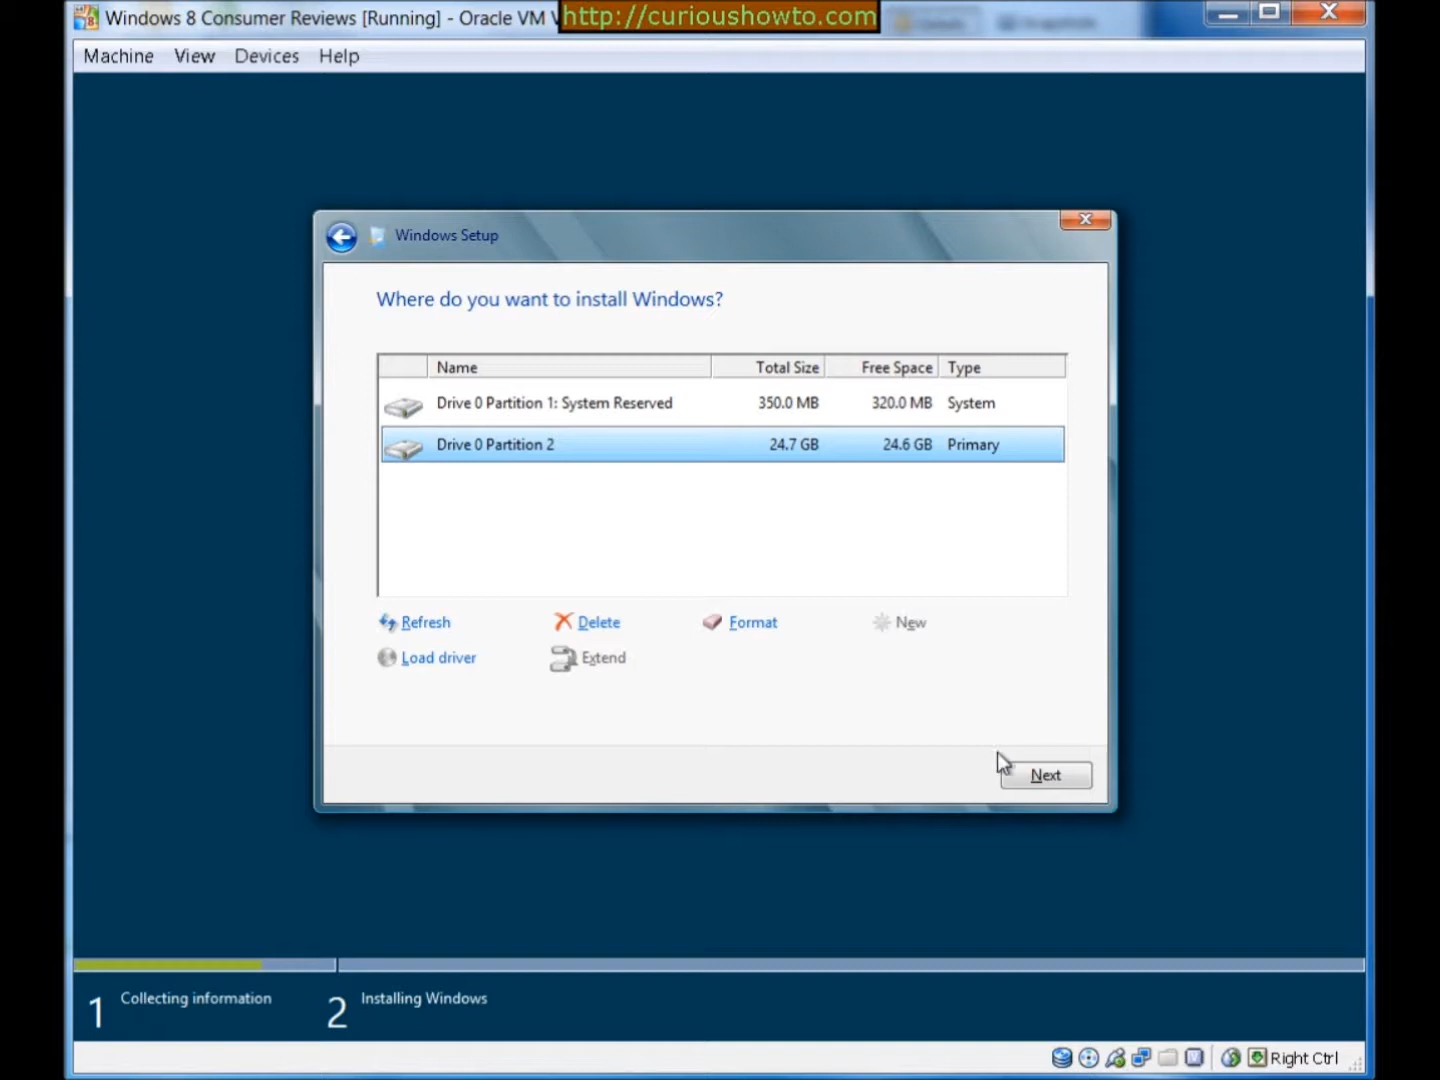 Windows 8 Consumer Reviews [Running] - Oracle VM
http://curioushowto.com
Machine View Devices Help
Windows Setup
Where do you want to install Windows?
Name Total Size Free Space Type
Drive 0 Partition 1: System Reserved 350.0 MB 320.0 MB System
Drive 0 Partition 2 24.7 GB 24.6 GB Primary
Refresh Delete Format New
Load driver Extend
Next
1 Collecting information 2 Installing Windows
Right Ctrl